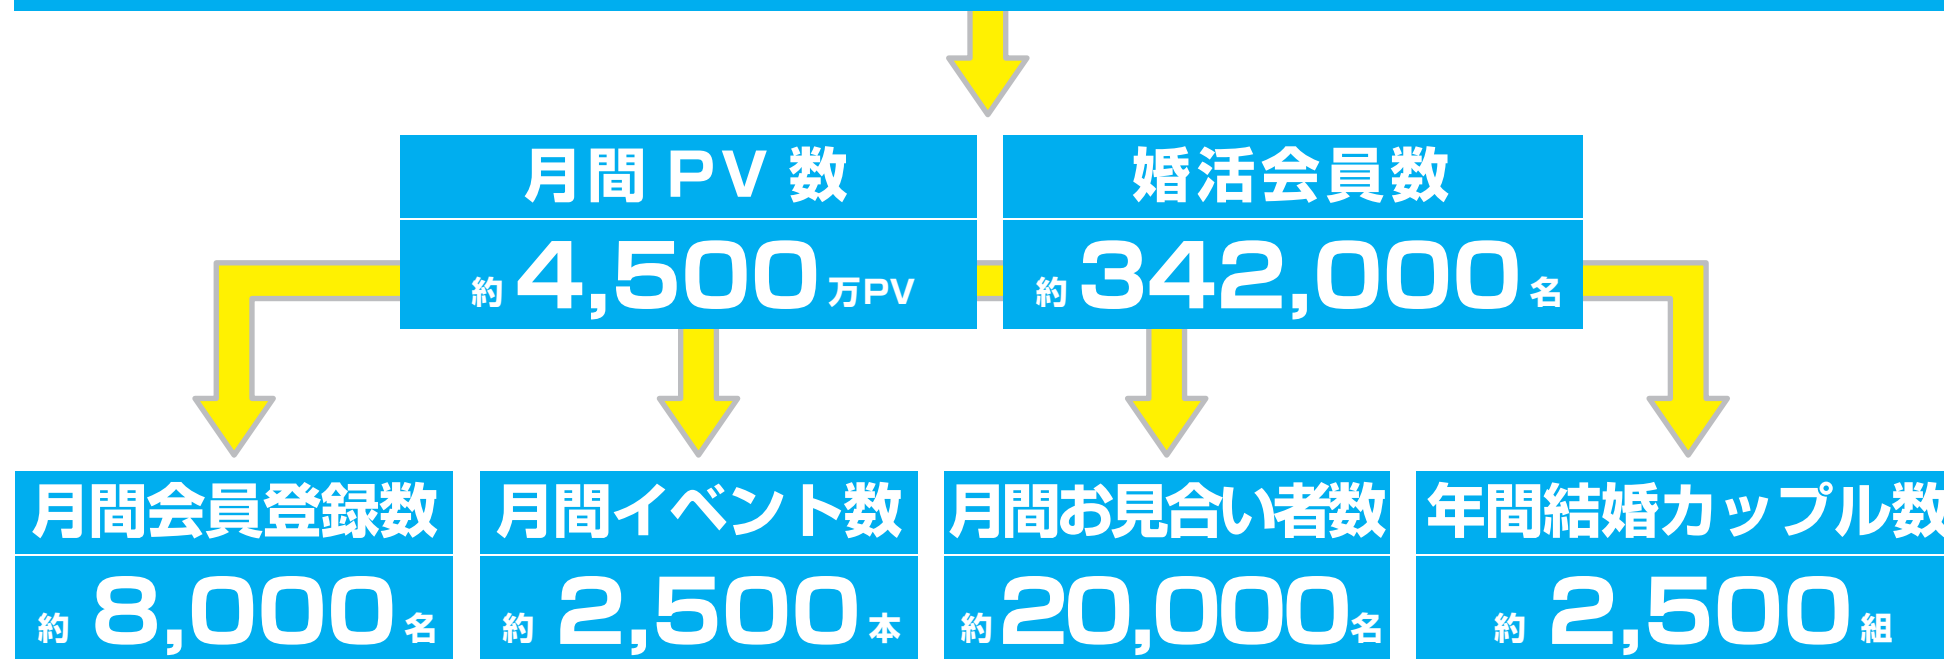 月間 PV 数
約 4,500 万PV
婚活会員数
約 342,000 名
月間会員登録数
約 8,000 名
月間イベント数
約 2,500 本
月間お見合い者数
約 20,000 名
年間結婚カップル数
約 2,500 組